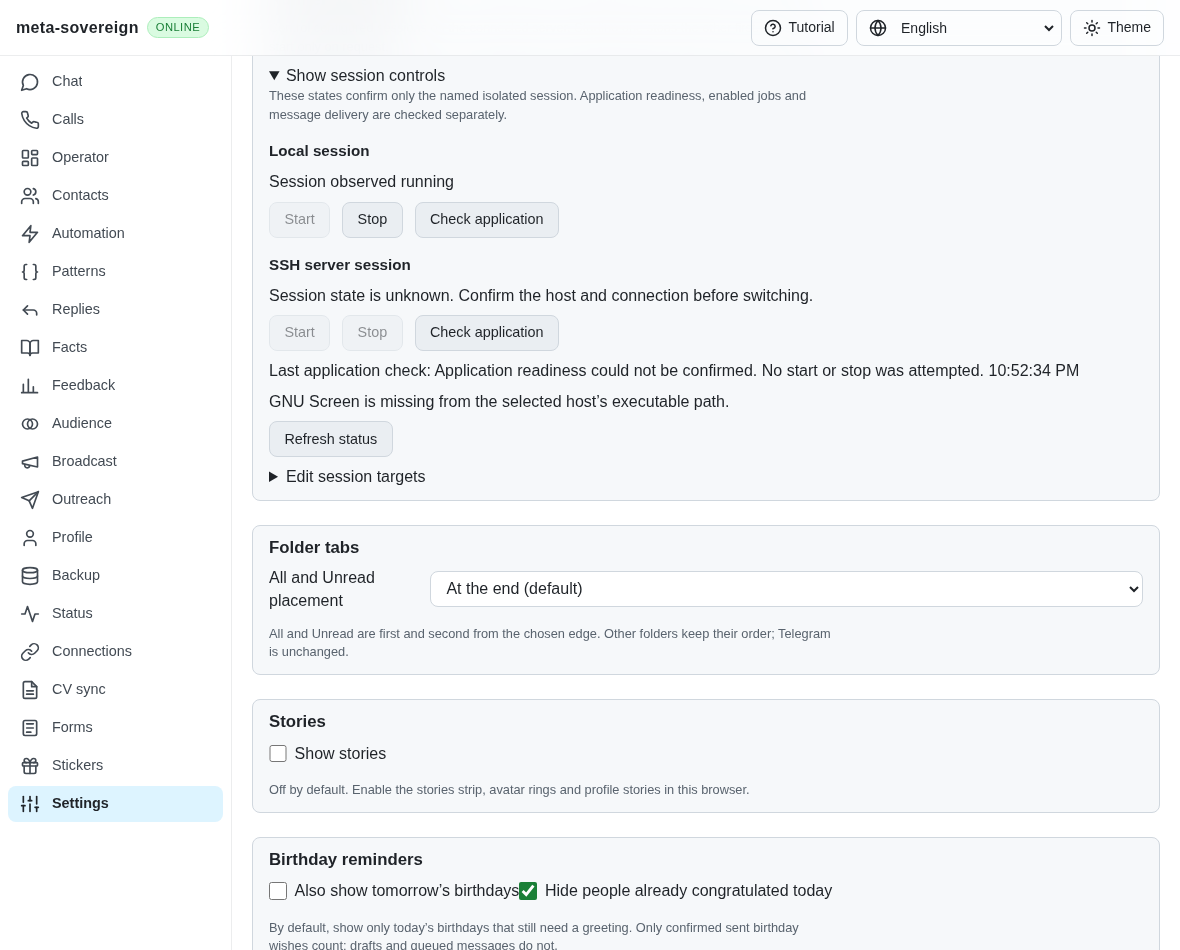 meta-sovereign
ONLINE
Tutorial
English
Theme
Chat
Calls
Operator
Contacts
Automation
Patterns
Replies
Facts
Feedback
Audience
Broadcast
Outreach
Profile
Backup
Status
Connections
CV sync
Forms
Stickers
Settings
Show session controls
These states confirm only the named isolated session. Application readiness, enabled jobs and
message delivery are checked separately.
Local session
Session observed running
Start Stop Check application
SSH server session
Session state is unknown. Confirm the host and connection before switching.
Start Stop Check application
Last application check: Application readiness could not be confirmed. No start or stop was attempted. 10:52:34 PM
GNU Screen is missing from the selected host’s executable path.
Refresh status
Edit session targets
Folder tabs
All and Unread
placement
At the end (default)
All and Unread are first and second from the chosen edge. Other folders keep their order; Telegram
is unchanged.
Stories
Show stories
Off by default. Enable the stories strip, avatar rings and profile stories in this browser.
Birthday reminders
Also show tomorrow’s birthdays Hide people already congratulated today
By default, show only today’s birthdays that still need a greeting. Only confirmed sent birthday
wishes count; drafts and queued messages do not.